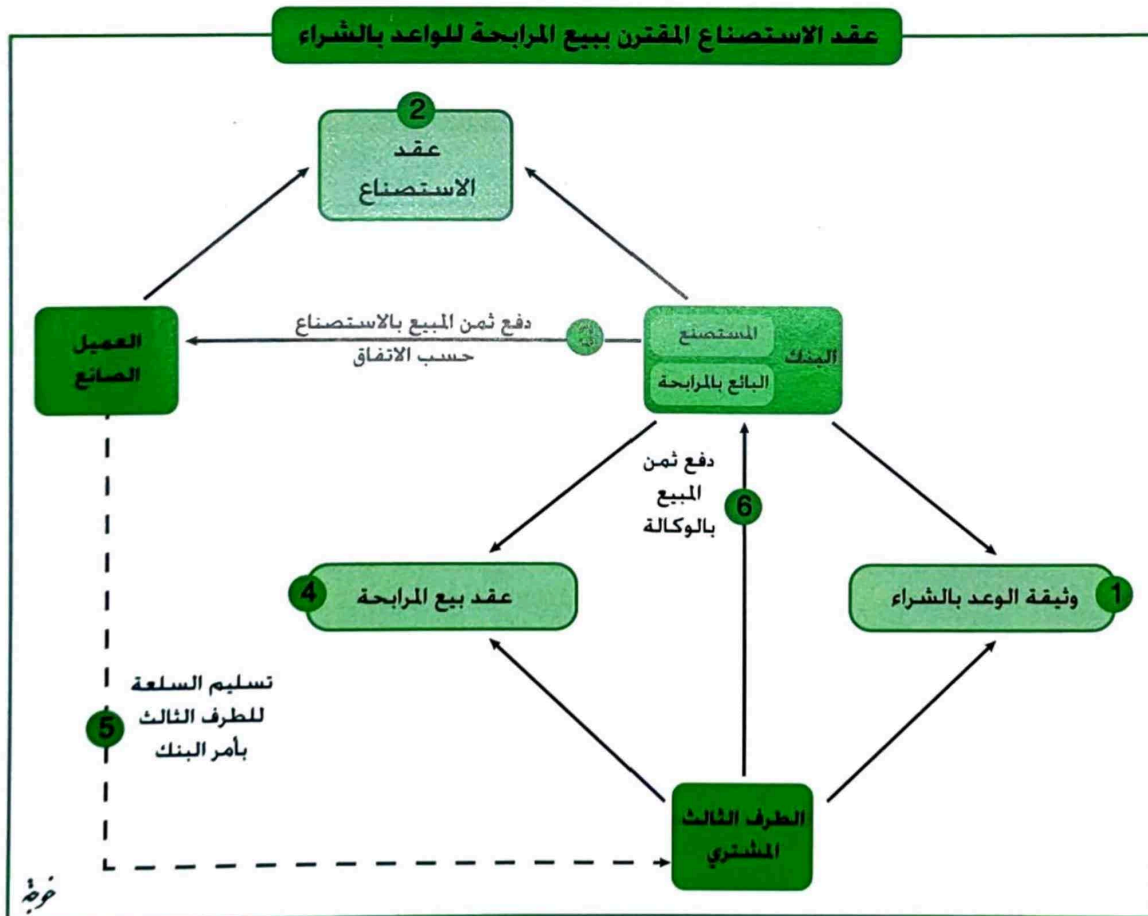 عقد الاستصناع المقترن ببيع المرابحة للواعد بالشراء
2
عقد
الاستصناع
البنك
المستصنع
البائع بالمرابحة
دفع ثمن المبيع بالاستصناع
حسب الاتفاق
العميل
الصانع
دفع ثمن
المبيع
بالوكالة
6
1
وثيقة الوعد بالشراء
عقد بيع المرابحة
4
تسليم السلعة
للطرف الثالث
بأمر البنك
5
الطرف الثالث
المشتري